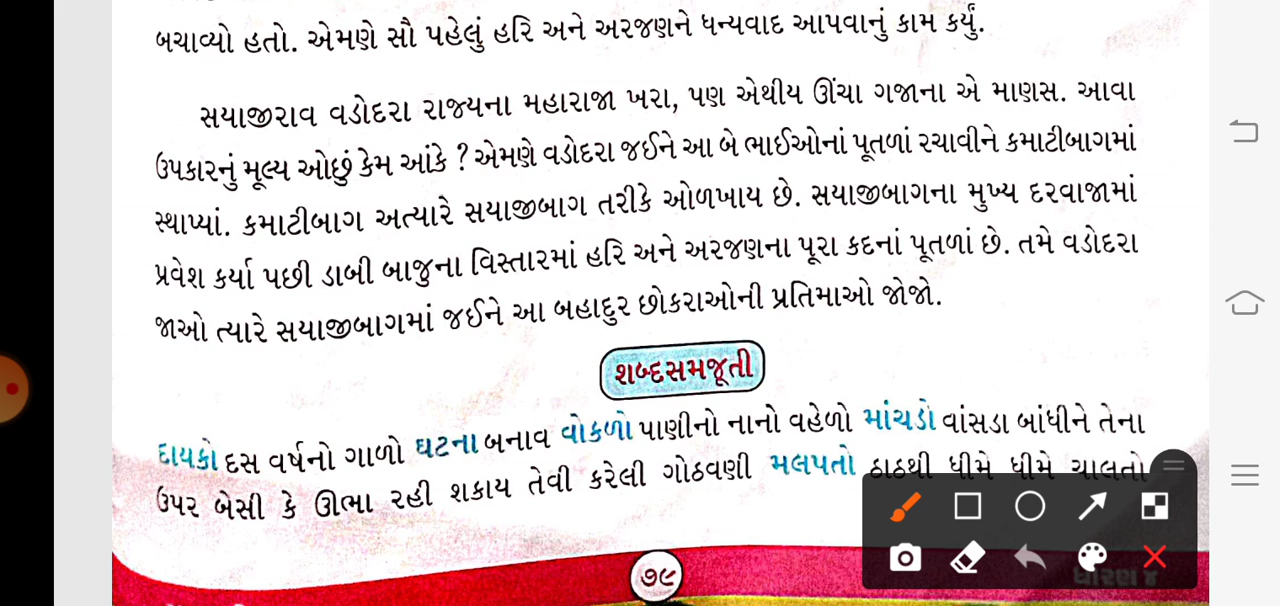 બચાવ્યો હતો. એમણે સૌ પહેલું હરિ અને અરજણને ધન્યવાદ આપવાનું કામ કર્યું.
સયાજીરાવ વડોદરા રાજ્યના મહારાજા ખરા, પણ એથીય ઊંચા ગજાના એ માણસ. આવા
ઉપકારનું મૂલ્ય ઓછું કેમ આંકે ? એમણે વડોદરા જઈને આ બે ભાઈઓનાં પૂતળાં રચાવીને કમાટીબાગમાં
સ્થાપ્યાં. કમાટીબાગ અત્યારે સયાજીબાગ તરીકે ઓળખાય છે. સયાજીબાગના મુખ્ય દરવાજામાં
પ્રવેશ કર્યા પછી ડાબી બાજુના વિસ્તારમાં હરિ અને અરજણના પૂરા કદનાં પૂતળાં છે. તમે વડોદરા
જાઓ ત્યારે સયાજીબાગમાં જઈને આ બહાદુર છોકરાઓની પ્રતિમાઓ જોજો.
શબ્દસમજૂતી
દાયકો દસ વર્ષનો ગાળો ઘટના બનાવ વોકળો પાણીનો નાનો વહેળો માંચડો વાંસડા બાંધીને તેના
ઉપર બેસી કે ઊભા રહી શકાય તેવી કરેલી ગોઠવણી મલપતો ઠાઠથી ધીમે ધીમે ચાલતો
૭૯
ધોરણ ૪